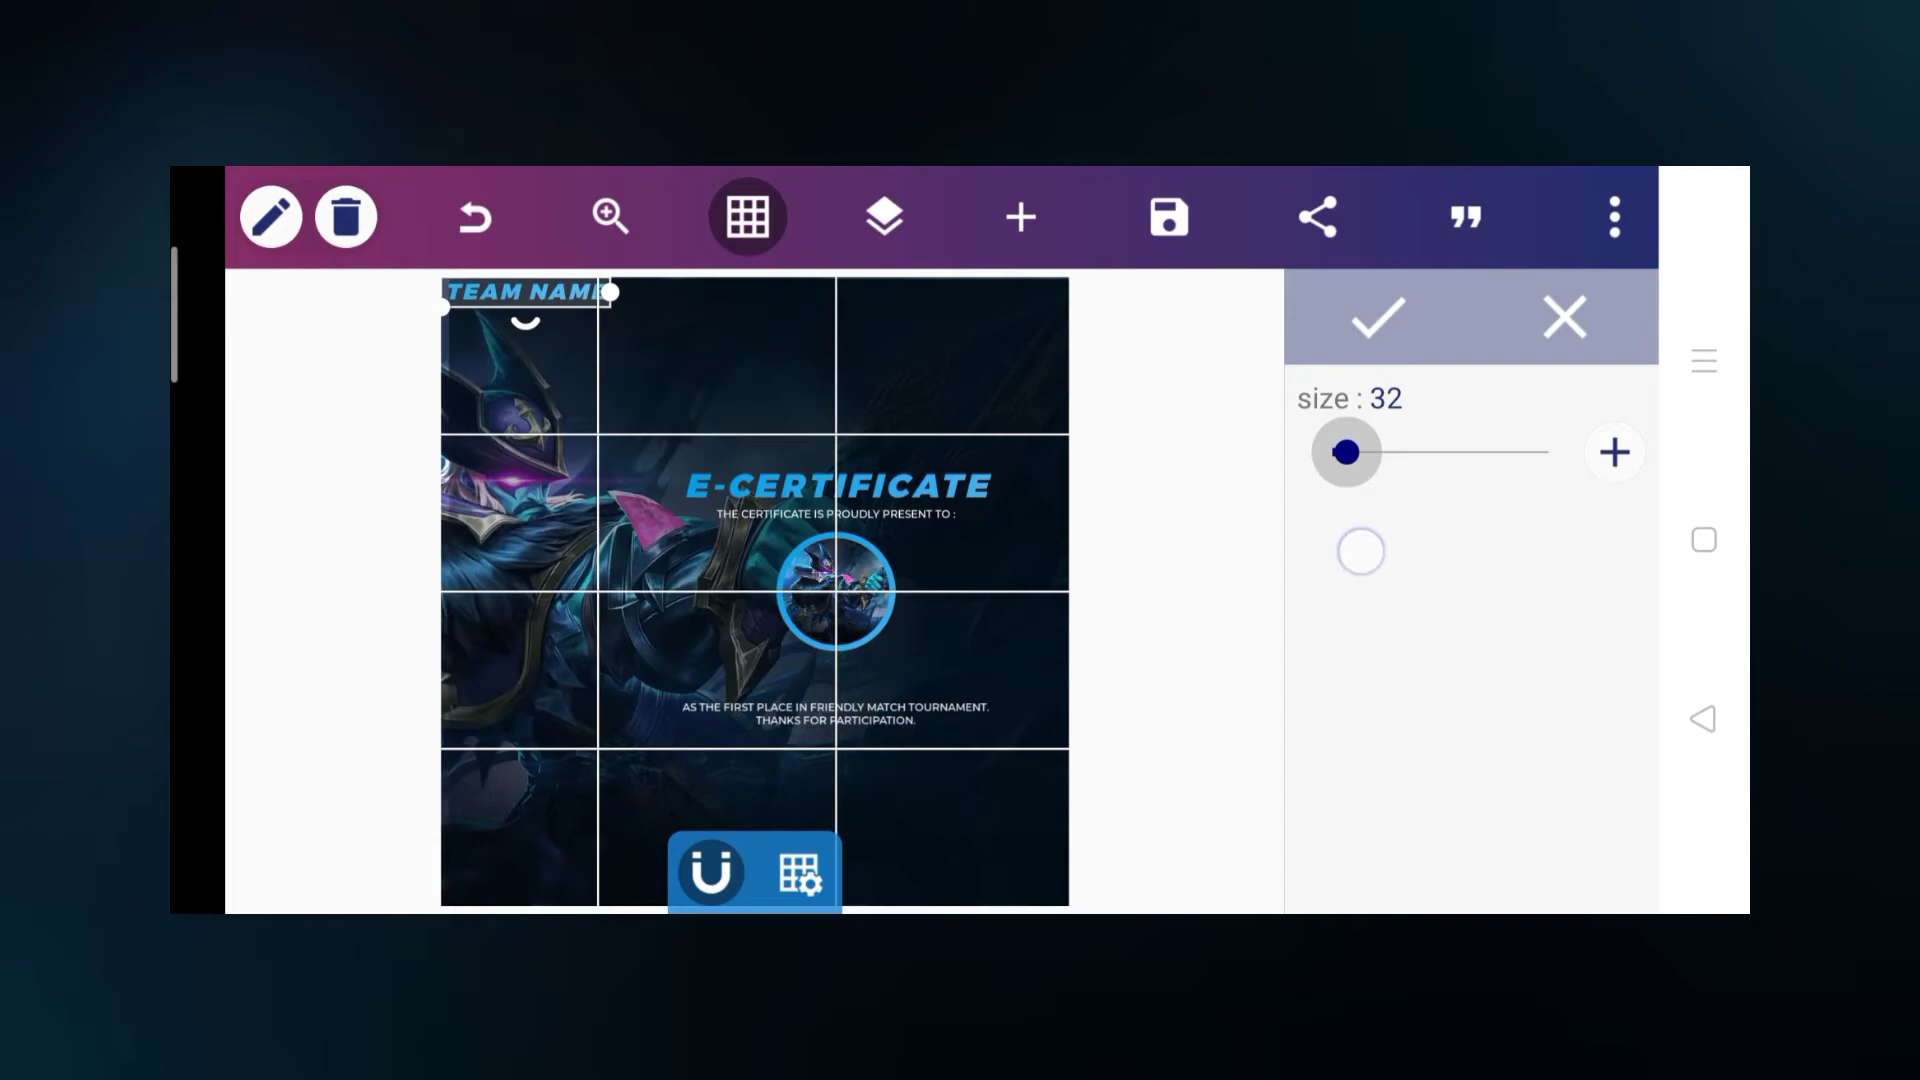 TEAM NAME
size : 32
E-CERTIFICATE
THE CERTIFICATE IS PROUDLY PRESENT TO :
AS THE FIRST PLACE IN FRIENDLY MATCH TOURNAMENT.
THANKS FOR PARTICIPATION.